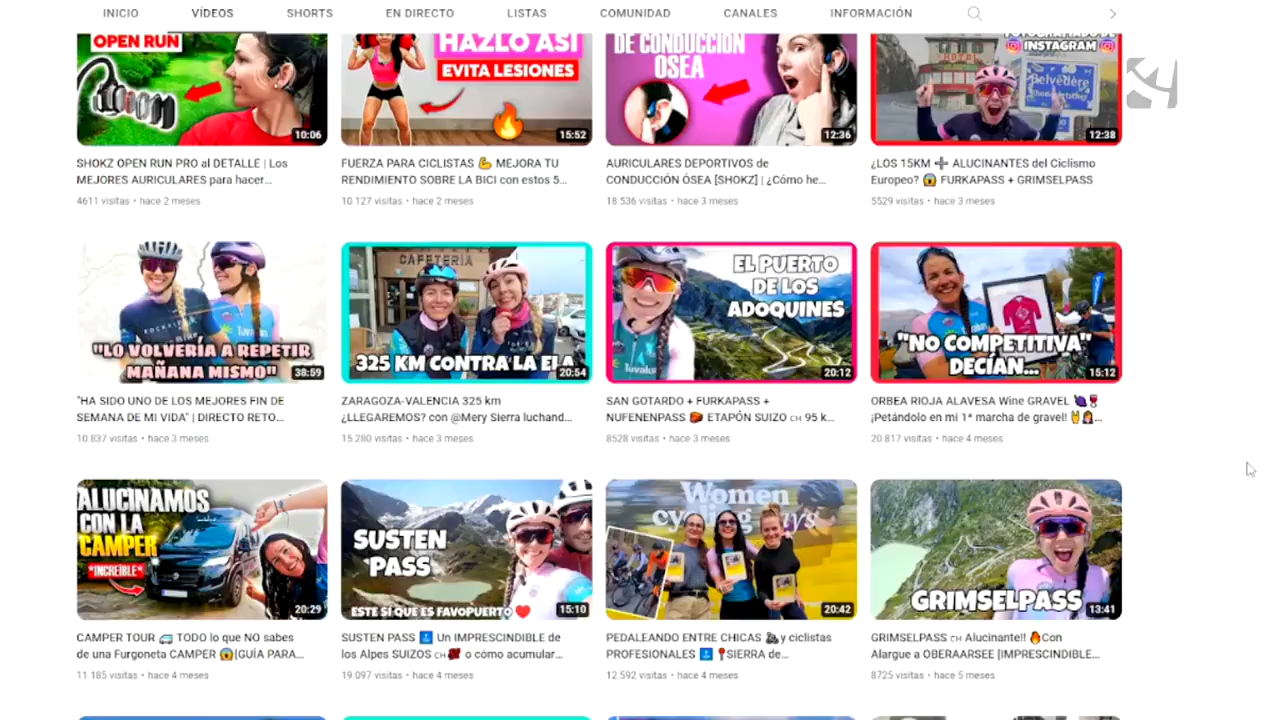 INICIO VÍDEOS SHORTS EN DIRECTO LISTAS COMUNIDAD CANALES INFORMACIÓN
OPEN RUN
10:06
HAZLO ASÍ
EVITA LESIONES
15:52
DE CONDUCCIÓN
ÓSEA
12:36
INSTAGRAM
HOTEL
Belvédère
12:38
SHOKZ OPEN RUN PRO al DETALLE | Los
MEJORES AURICULARES para hacer...
4611 visitas • hace 2 meses
FUERZA PARA CICLISTAS 💪 MEJORA TU
RENDIMIENTO SOBRE LA BICI con estos 5...
10 127 visitas • hace 2 meses
AURICULARES DEPORTIVOS de
CONDUCCIÓN ÓSEA [SHOKZ] | ¿Cómo he...
18 536 visitas • hace 3 meses
¿LOS 15KM ➕ ALUCINANTES del Ciclismo
Europeo? 😱 FURKAPASS + GRIMSELPASS
5529 visitas • hace 3 meses
"LO VOLVERÍA A REPETIR
MAÑANA MISMO"
38:59
CAFETERÍA
325 KM CONTRA LA ELA
20:54
EL PUERTO
DE LOS
ADOQUINES
20:12
"NO COMPETITIVA"
DECÍAN...
15:12
"HA SIDO UNO DE LOS MEJORES FIN DE
SEMANA DE MI VIDA" | DIRECTO RETO...
10 837 visitas • hace 3 meses
ZARAGOZA-VALENCIA 325 km
¿LLEGAREMOS? con @Mery Sierra luchand...
15 280 visitas • hace 3 meses
SAN GOTARDO + FURKAPASS +
NUFENENPASS 🧱 ETAPÓN SUIZO CH 95 k...
8528 visitas • hace 3 meses
ORBEA RIOJA ALAVESA Wine GRAVEL 🍇🍷
¡Petándolo en mi 1ª marcha de gravel! 🤘...
20 817 visitas • hace 4 meses
ALUCINAMOS
CON LA
CAMPER
*INCREÍBLE*
20:29
SUSTEN
PASS
ESTE SÍ QUE ES FAVOPUERTO ❤️
15:10
Women
cycling days
20:42
GRIMSELPASS
13:41
CAMPER TOUR 🚐 TODO lo que NO sabes
de una Furgoneta CAMPER 😱|GUÍA PARA...
11 185 visitas • hace 4 meses
SUSTEN PASS Un IMPRESCINDIBLE de
los Alpes SUIZOS CH o cómo acumular...
19 097 visitas • hace 4 meses
PEDALEANDO ENTRE CHICAS y ciclistas
PROFESIONALES 📍SIERRA de...
12 592 visitas • hace 4 meses
GRIMSELPASS CH Alucinante!! 🔥Con
Alargue a OBERAARSEE [IMPRESCINDIBLE...
8725 visitas • hace 5 meses